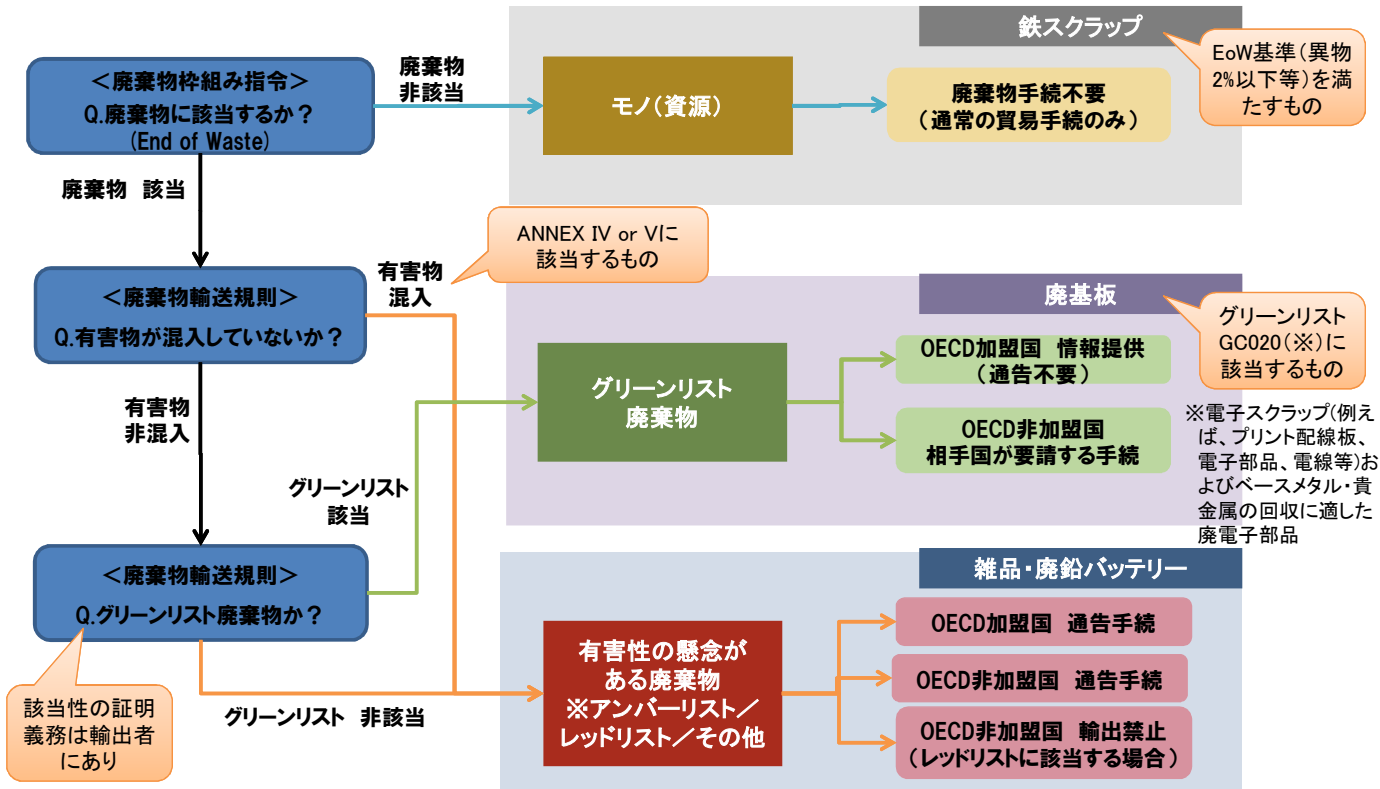 鉄スクラップ
EoW基準(異物
2%以下等)を満
たすもの
<廃棄物枠組み指令>
Q.廃棄物に該当するか?
(End of Waste)
廃棄物
非該当
モノ(資源)
廃棄物手続不要
(通常の貿易手続のみ)
廃棄物 該当
ANNEX IV or Vに
該当するもの
有害物
混入
<廃棄物輸送規則>
Q.有害物が混入していないか?
廃基板
グリーンリスト
GC020(※)に
該当するもの
グリーンリスト
廃棄物
OECD加盟国 情報提供
(通告不要)
OECD非加盟国
相手国が要請する手続
※電子スクラップ(例え
ば、プリント配線板、
電子部品、電線等)お
よびベースメタル・貴
金属の回収に適した
廃電子部品
有害物
非混入
グリーンリスト
該当
<廃棄物輸送規則>
Q.グリーンリスト廃棄物か?
雑品・廃鉛バッテリー
有害性の懸念が
ある廃棄物
※アンバーリスト/
レッドリスト/その他
OECD加盟国 通告手続
OECD非加盟国 通告手続
OECD非加盟国 輸出禁止
(レッドリストに該当する場合)
グリーンリスト 非該当
該当性の証明
義務は輸出者
にあり